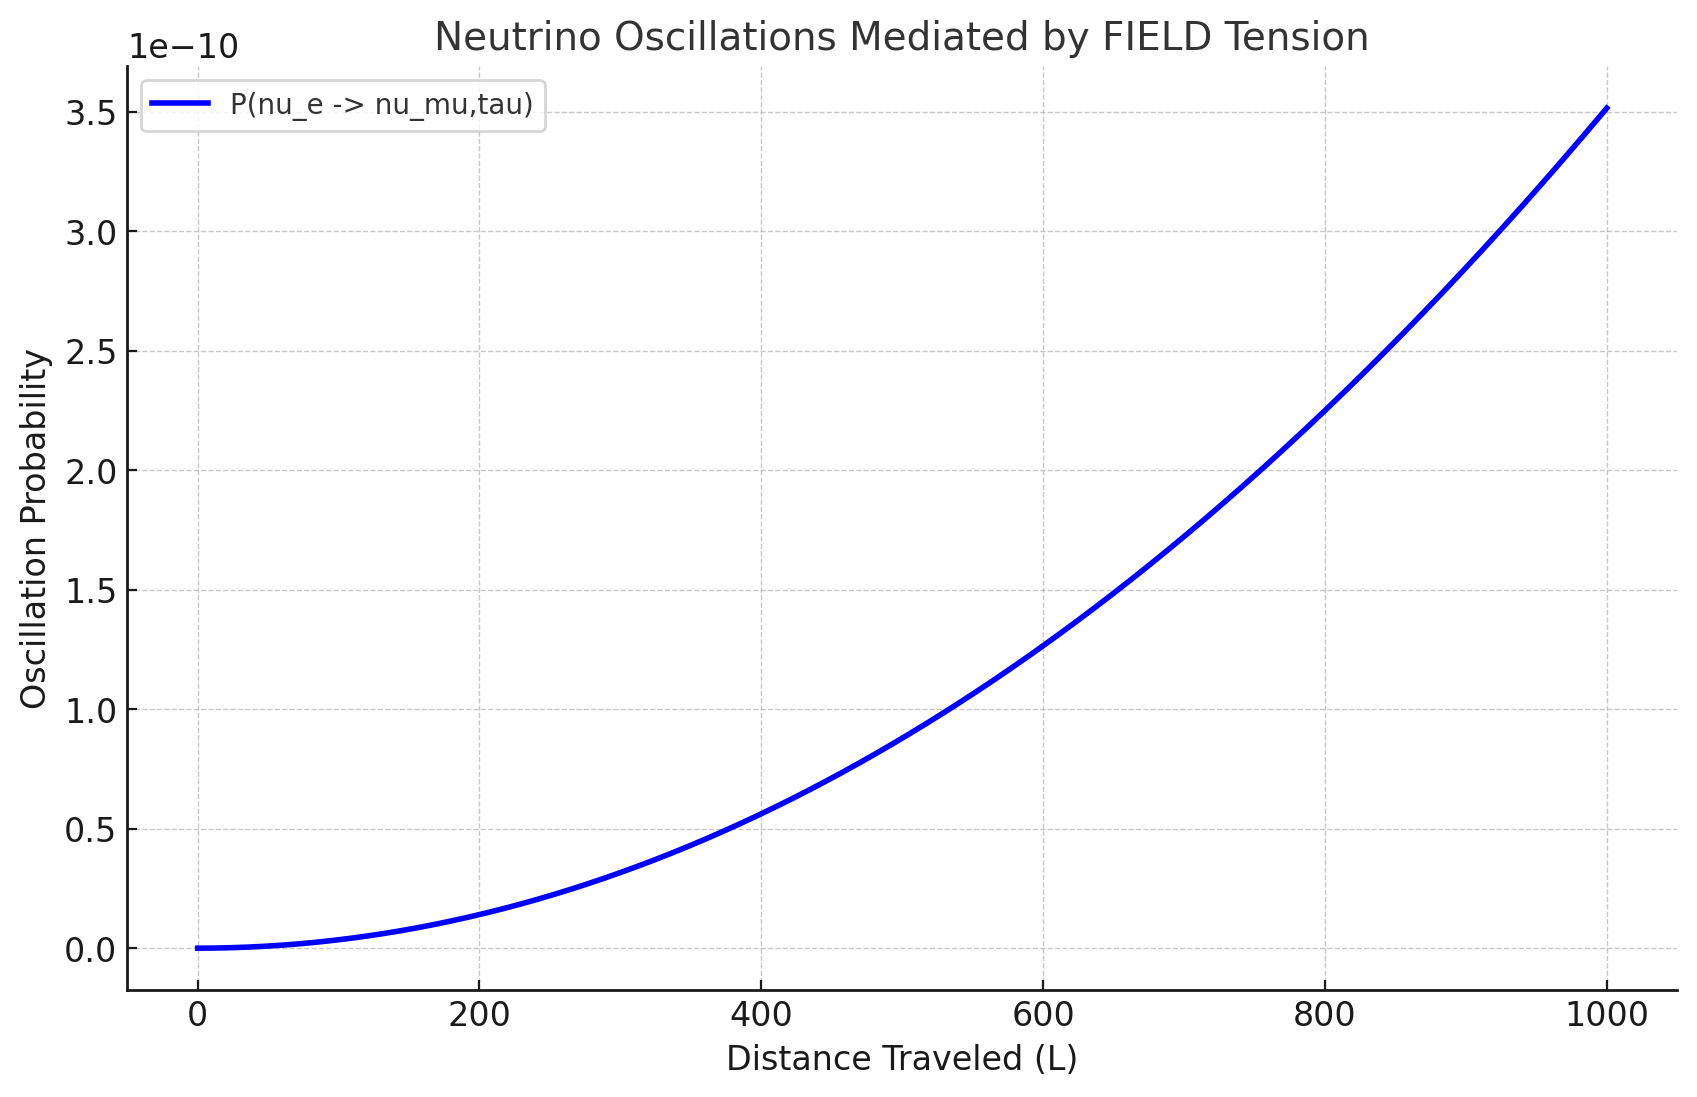 Neutrino Oscillations Mediated by FIELD Tension
1e−10
P(nu_e -> nu_mu,tau)
3.5
3.0
2.5
2.0
1.5
1.0
0.5
0.0
Oscillation Probability
0 200 400 600 800 1000
Distance Traveled (L)